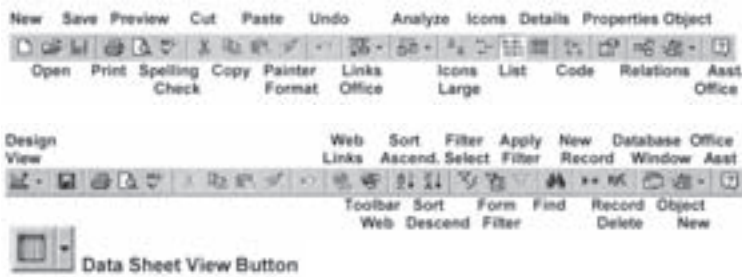 New Save Preview Cut Paste Undo Analyze Icons Details Properties Object
Open Print Spelling Copy Painter Links Icons List Code Relations Asst
Check Format Office Large Office
Design Web Sort Filter Apply New Database Office
View Links Ascend. Select Filter Record Window Asst
Toolbar Sort Form Find Record Object
Web Descend Filter Delete New
Data Sheet View Button